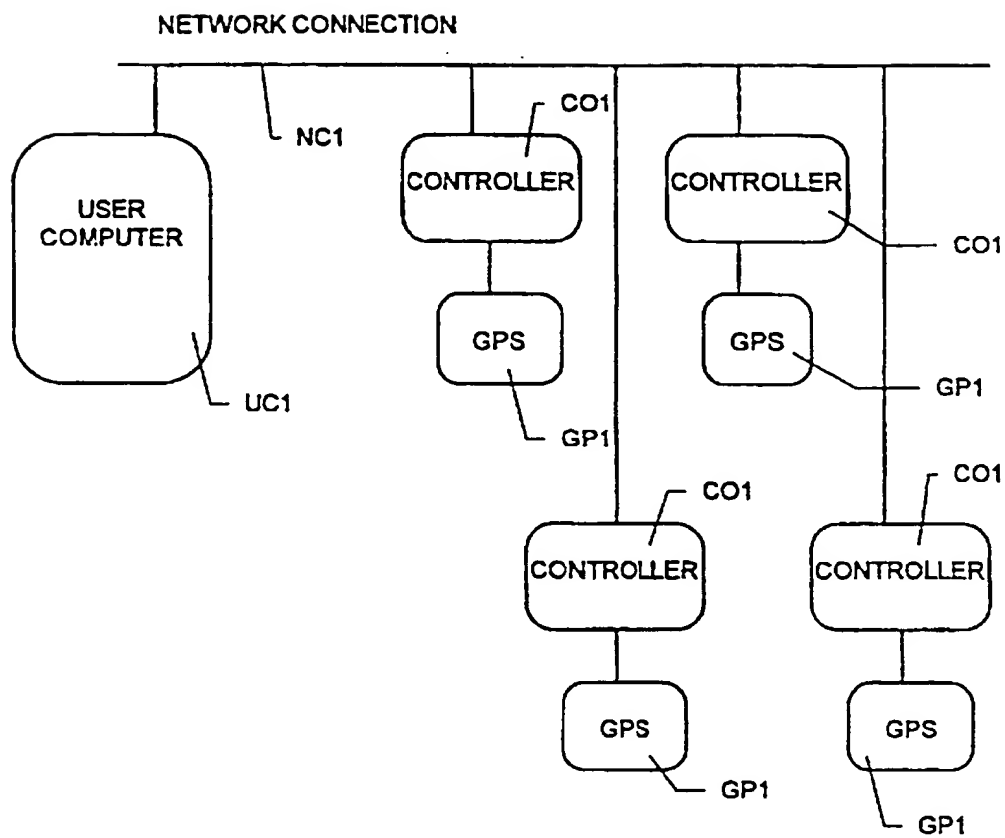 NETWORK CONNECTION
NC1
CO1
CONTROLLER
CONTROLLER
CO1
USER
COMPUTER
GPS
GPS
UC1
GP1
GP1
CO1
CO1
CONTROLLER
CONTROLLER
GPS
GPS
GP1
GP1